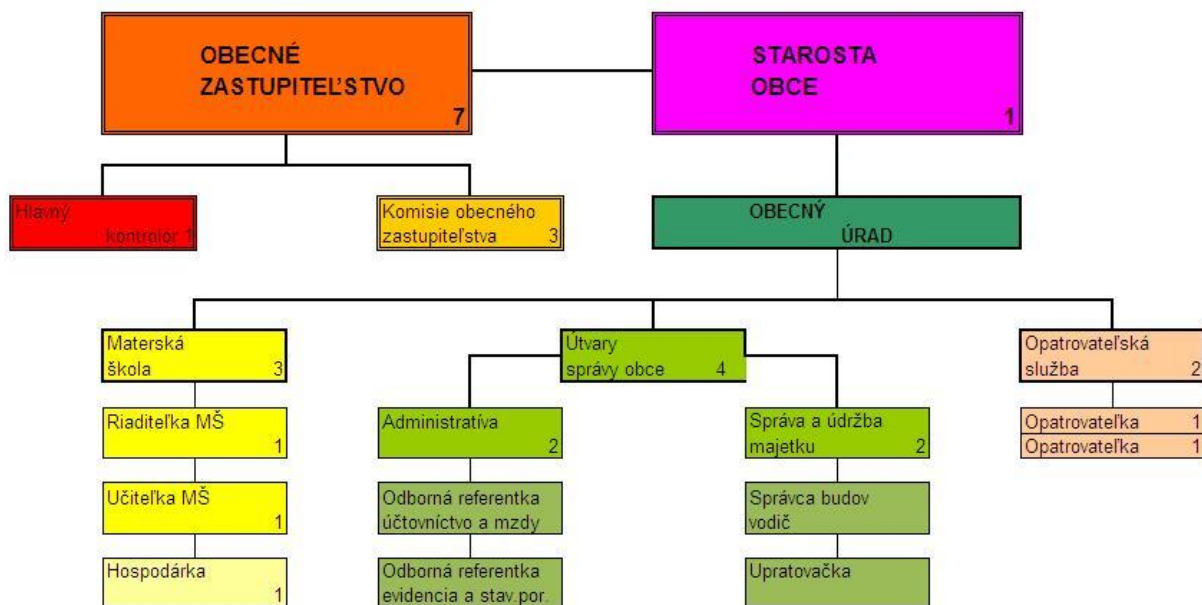 OBECNÉ
ZASTUPITEĽSTVO
7
STAROSTA
OBCE
1
Hlavný
kontrolór 1
Komisie obecného
zastupiteľstva 3
OBECNÝ
ÚRAD
Materská
škola 3
Útvary
správy obce 4
Opatrovateľská
služba 2
Riaditeľka MŠ
1
Administratíva
2
Správa a údržba
majetku 2
Opatrovateľka 1
Opatrovateľka 1
Učiteľka MŠ
1
Odborná referentka
účtovníctvo a mzdy
Správca budov
vodič
Hospodárka
1
Odborná referentka
evidencia a stav.por.
Upratovačka